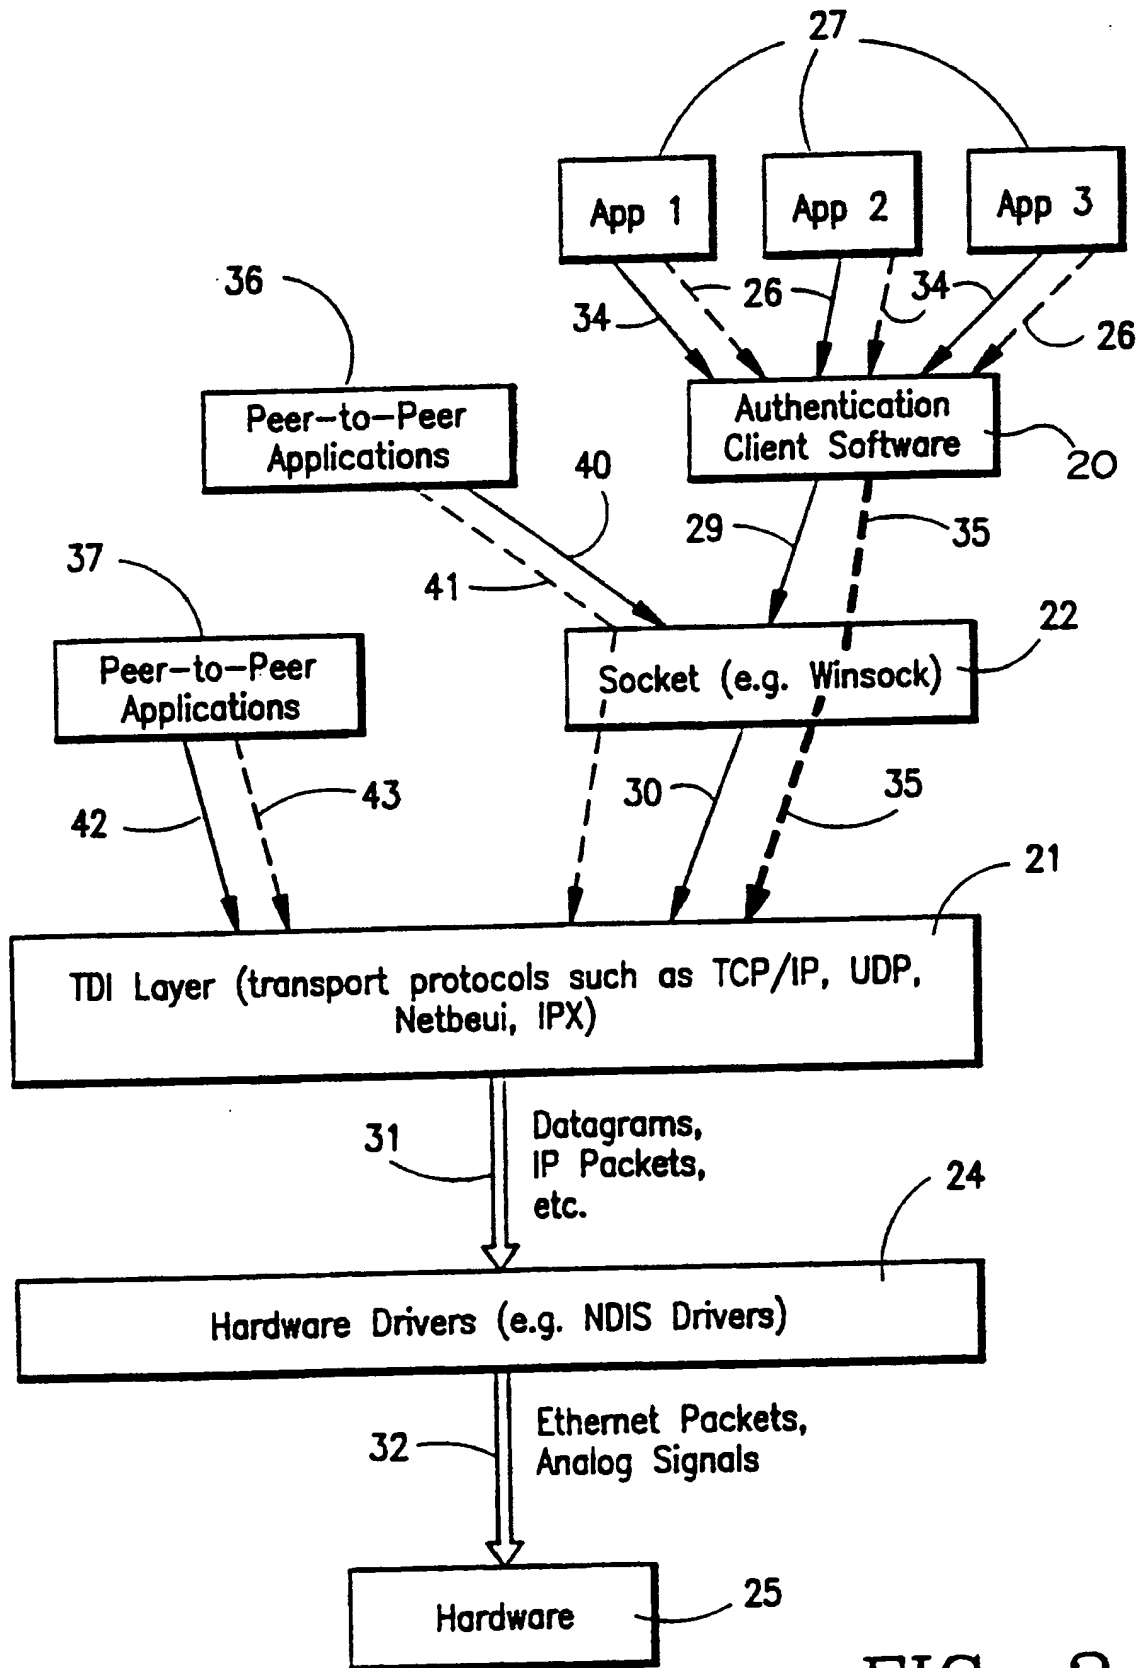 27
App 1
App 2
App 3
36
34
26
34
26
Peer-to-Peer
Applications
Authentication
Client Software
20
40
29
35
37
41
22
Peer-to-Peer
Applications
Socket (e.g. Winsock)
42
43
30
35
21
TDI Layer (transport protocols such as TCP/IP, UDP,
Netbeui, IPX)
31
Datagrams,
IP Packets,
etc.
24
Hardware Drivers (e.g. NDIS Drivers)
32
Ethernet Packets,
Analog Signals
Hardware
25